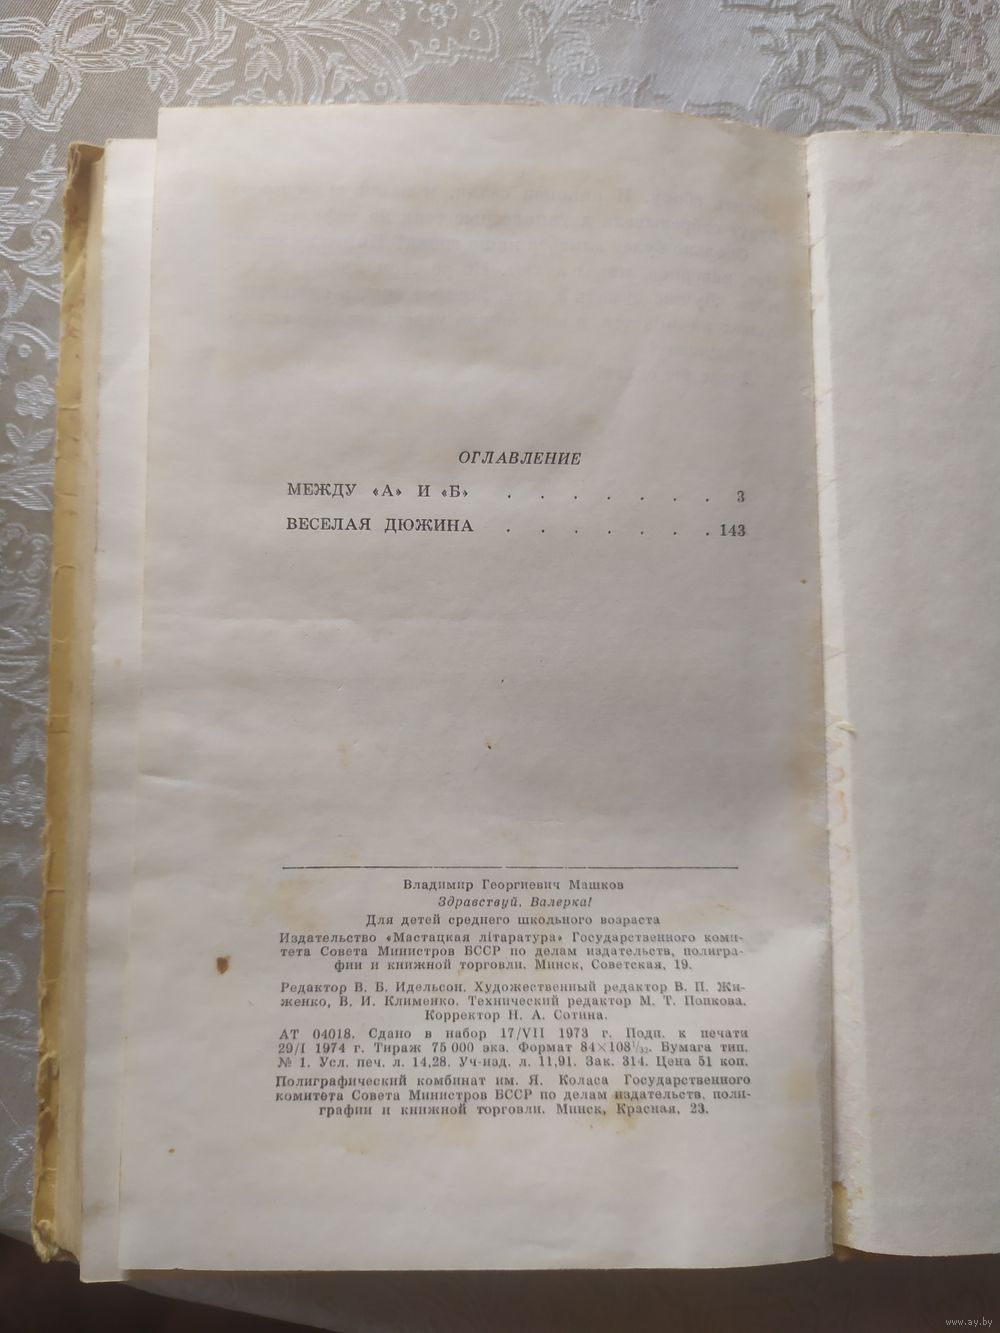 ОГЛАВЛЕНИЕ
МЕЖДУ «А» И «Б» . . . . . . . 3
ВЕСЕЛАЯ ДЮЖИНА . . . . . . . 143
Владимир Георгиевич Машков
Здравствуй, Валерка!
Для детей среднего школьного возраста
Издательство «Мастацкая літаратура» Государственного коми-
тета Совета Министров БССР по делам издательств, полигра-
фии и книжной торговли. Минск, Советская, 19.
Редактор В. Б. Идельсон. Художественный редактор В. П. Жи-
женко, В. И. Клименко. Технический редактор М. Т. Попкова.
Корректор Н. А. Сотина.
АТ 04018. Сдано в набор 17/VII 1973 г. Подп. к печати
29/I 1974 г. Тираж 75 000 экз. Формат 84×108¹/₃₂. Бумага тип.
№ 1. Усл. печ. л. 14,28. Уч-изд. л. 11,91. Зак. 314. Цена 51 коп.
Полиграфический комбинат им. Я. Коласа Государственного
комитета Совета Министров БССР по делам издательств, поли-
графии и книжной торговли. Минск, Красная, 23.
www.ay.by